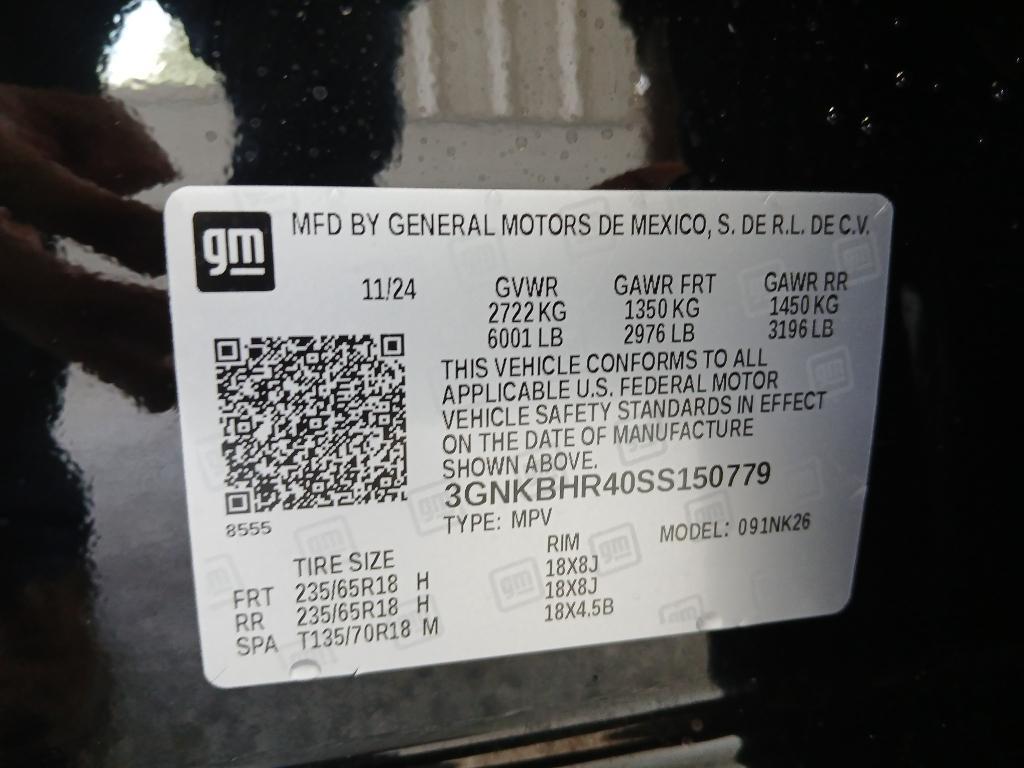 gm
MFD BY GENERAL MOTORS DE MEXICO, S. DE R.L. DE C.V.
11/24 GVWR GAWR FRT GAWR RR
2722 KG 1350 KG 1450 KG
6001 LB 2976 LB 3196 LB
THIS VEHICLE CONFORMS TO ALL
APPLICABLE U.S. FEDERAL MOTOR
VEHICLE SAFETY STANDARDS IN EFFECT
ON THE DATE OF MANUFACTURE
SHOWN ABOVE.
3GNKBHR40SS150779
8555
TYPE: MPV MODEL: 091NK26
TIRE SIZE RIM
FRT 235/65R18 H 18X8J
RR 235/65R18 H 18X8J
SPA T135/70R18 M 18X4.5B